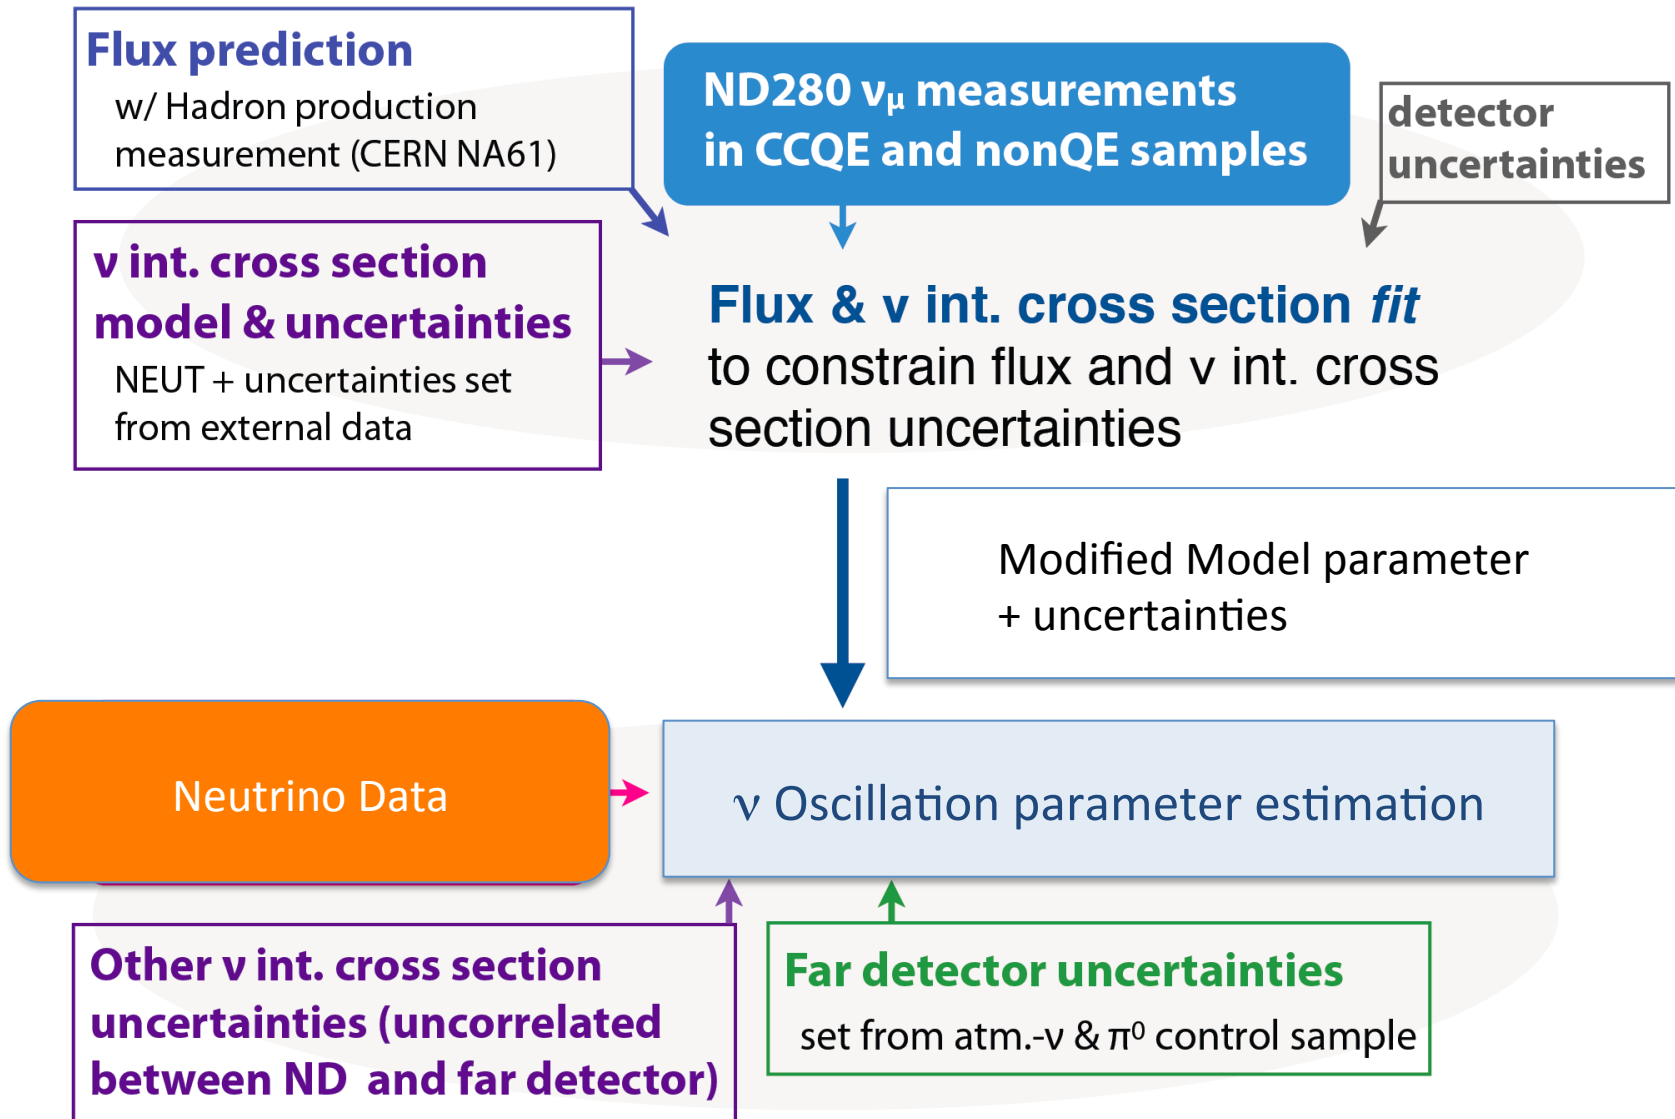 Flux prediction
w/ Hadron production
measurement (CERN NA61)
ND280 νμ measurements
in CCQE and nonQE samples
detector
uncertainties
ν int. cross section
model & uncertainties
NEUT + uncertainties set
from external data
Flux & ν int. cross section fit
to constrain flux and ν int. cross
section uncertainties
Modified Model parameter
+ uncertainties
Neutrino Data
ν Oscillation parameter estimation
Other ν int. cross section
uncertainties (uncorrelated
between ND and far detector)
Far detector uncertainties
set from atm.-ν & π⁰ control sample